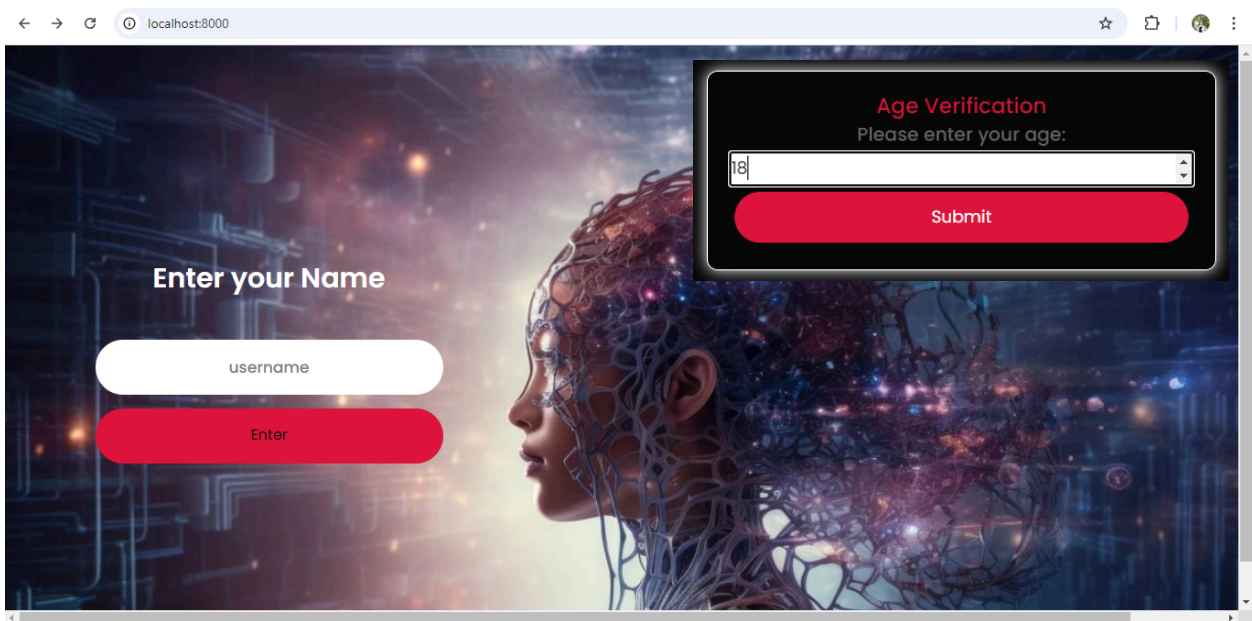 localhost:8000
Age Verification
Please enter your age:
18
Submit
Enter your Name
username
Enter